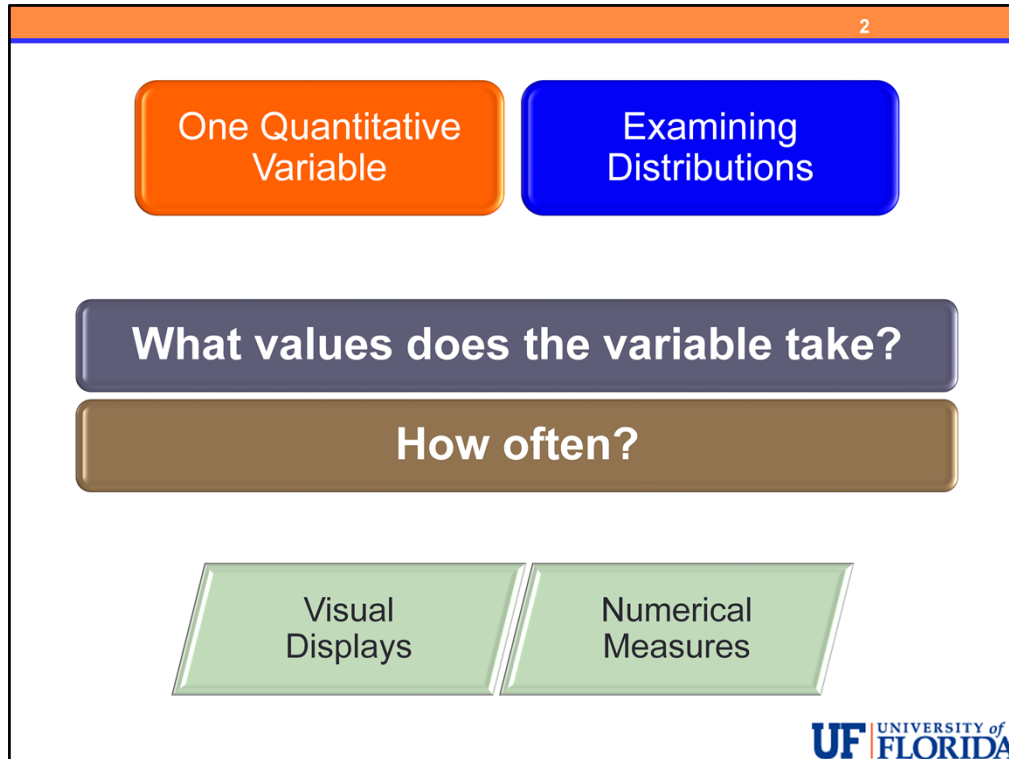 2
One Quantitative
Variable
Examining
Distributions
What values does the variable take?
How often?
Visual
Displays
Numerical
Measures
UF UNIVERSITY of
FLORIDA